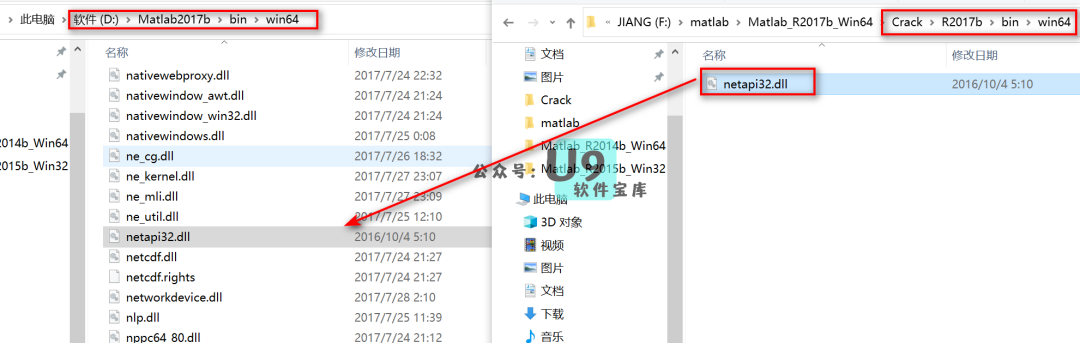 此电脑 › 软件 (D:) › Matlab2017b › bin › win64
名称 修改日期
nativewebproxy.dll 2017/7/24 22:32
nativewindow_awt.dll 2017/7/24 21:24
nativewindow_win32.dll 2017/7/24 21:24
nativewindows.dll 2017/7/25 0:08
2014b_Win64
ne_cg.dll 2017/7/26 18:32
2015b_Win32
ne_kernel.dll 2017/7/27 23:07
ne_mli.dll 2017/7/27 23:09
ne_util.dll 2017/7/25 12:10
netapi32.dll 2016/10/4 5:10
netcdf.dll 2017/7/24 21:27
netcdf.rights 2017/7/24 21:27
networkdevice.dll 2017/7/28 2:10
nlp.dll 2017/7/25 11:39
nppc64_80.dll 2017/7/24 21:12
« JIANG (F:) › matlab › Matlab_R2017b_Win64 › Crack › R2017b › bin › win64
文档
图片
Crack
matlab
Matlab_R2014b_Win64
Matlab_R2015b_Win32
此电脑
3D 对象
视频
图片
文档
下载
音乐
名称 修改日期
netapi32.dll 2016/10/4 5:10
公众号：U9
软件宝库